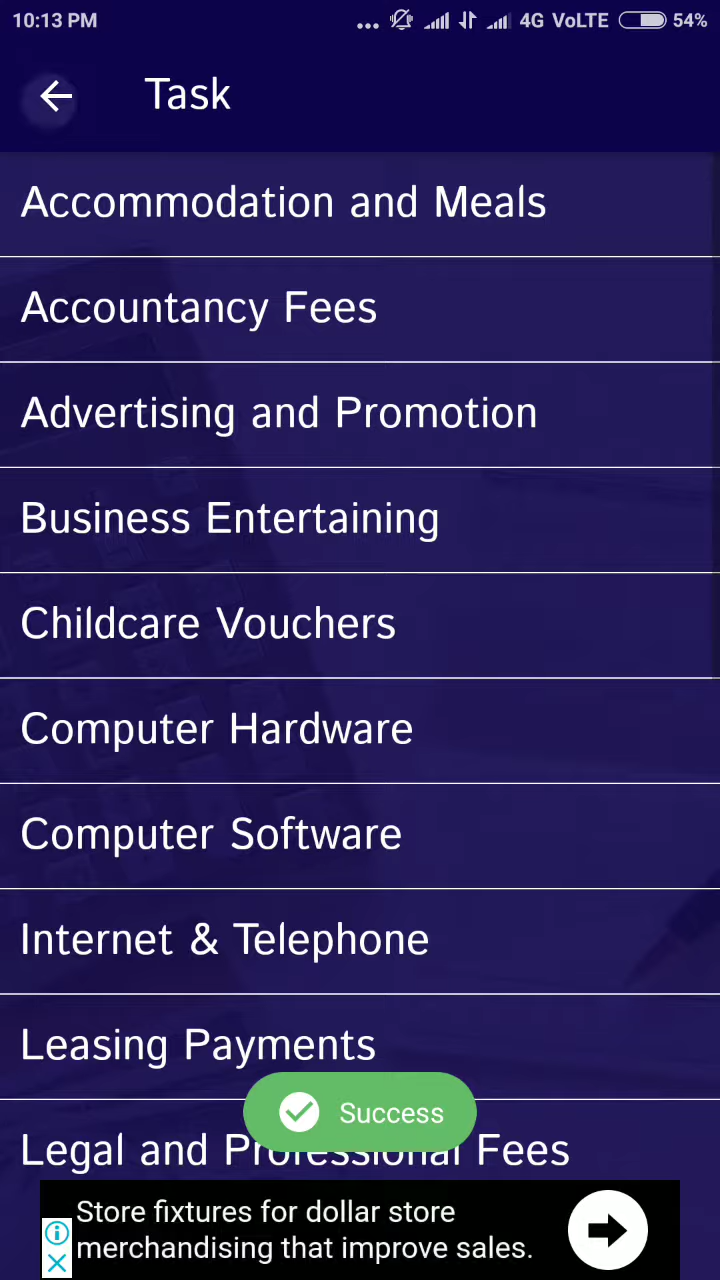 10:13 PM
... 4G VoLTE 54%
Task
Accommodation and Meals
Accountancy Fees
Advertising and Promotion
Business Entertaining
Childcare Vouchers
Computer Hardware
Computer Software
Internet & Telephone
Leasing Payments
Success
Legal and Professional Fees
Store fixtures for dollar store
merchandising that improve sales.